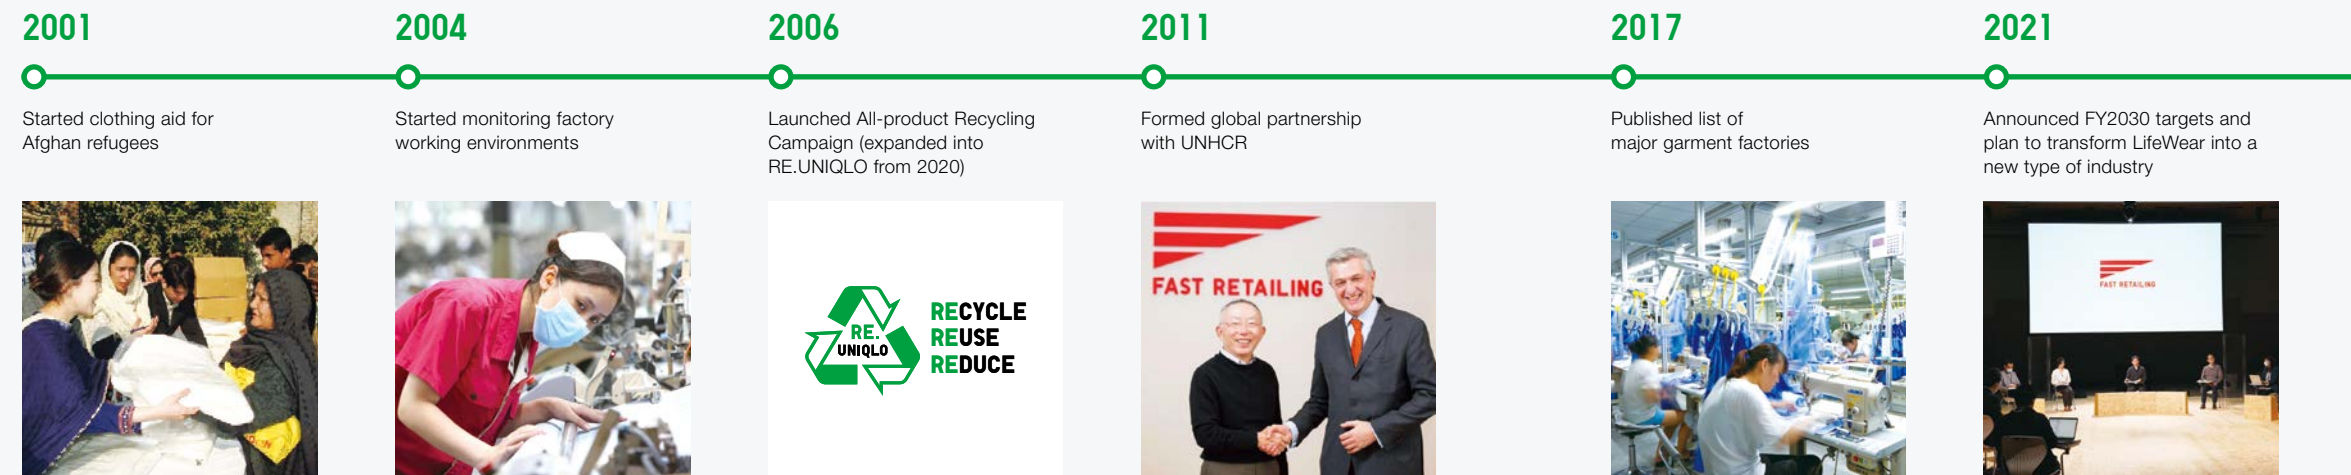 2001
Started clothing aid for
Afghan refugees
2004
Started monitoring factory
working environments
2006
Launched All-product Recycling
Campaign (expanded into
RE.UNIQLO from 2020)
RE.
UNIQLO
RECYCLE
REUSE
REDUCE
2011
Formed global partnership
with UNHCR
FAST RETAILING
2017
Published list of
major garment factories
2021
Announced FY2030 targets and
plan to transform LifeWear into a
new type of industry
FAST RETAILING